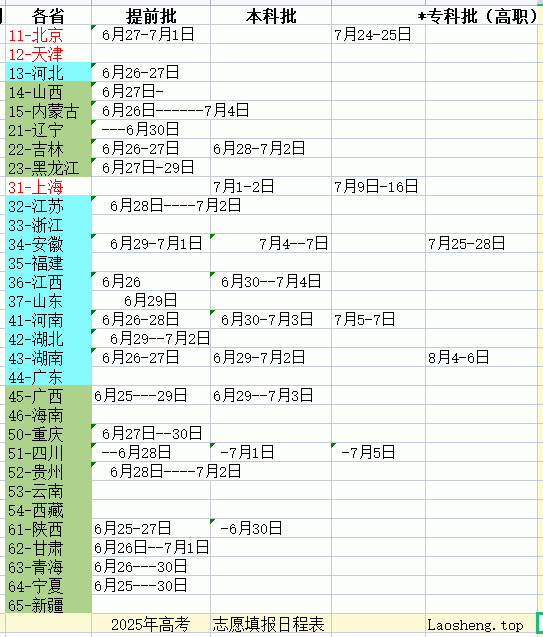 各省 提前批 本科批 *专科批（高职）
11-北京 6月27-7月1日 7月24-25日
12-天津
13-河北 6月26-27日
14-山西 6月27日-
15-内蒙古 6月26日------7月4日
21-辽宁 ---6月30日
22-吉林 6月26-27日 6月28-7月2日
23-黑龙江 6月27日-29日
31-上海 7月1-2日 7月9日-16日
32-江苏 6月28日----7月2日
33-浙江
34-安徽 6月29-7月1日 7月4--7日 7月25-28日
35-福建
36-江西 6月26 6月30--7月4日
37-山东 6月29日
41-河南 6月26-28日 6月30-7月3日 7月5-7日
42-湖北 6月29--7月2日
43-湖南 6月26-27日 6月29-7月2日 8月4-6日
44-广东
45-广西 6月25---29日 6月29--7月3日
46-海南
50-重庆 6月27日--30日
51-四川 --6月28日 -7月1日 -7月5日
52-贵州 6月28日----7月2日
53-云南
54-西藏
61-陕西 6月25-27日 -6月30日
62-甘肃 6月26日--7月1日
63-青海 6月26---30日
64-宁夏 6月25---30日
65-新疆
2025年高考 志愿填报日程表 Laosheng.top